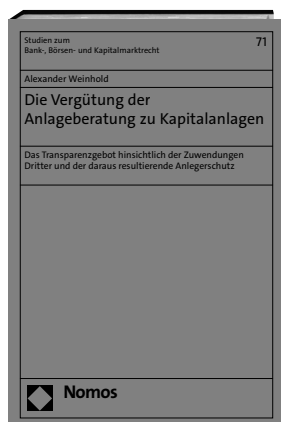 Studien zum
Bank-, Börsen- und Kapitalmarktrecht
71
Alexander Weinhold
Die Vergütung der
Anlageberatung zu Kapitalanlagen
Das Transparenzgebot hinsichtlich der Zuwendungen
Dritter und der daraus resultierende Anlegerschutz
Nomos